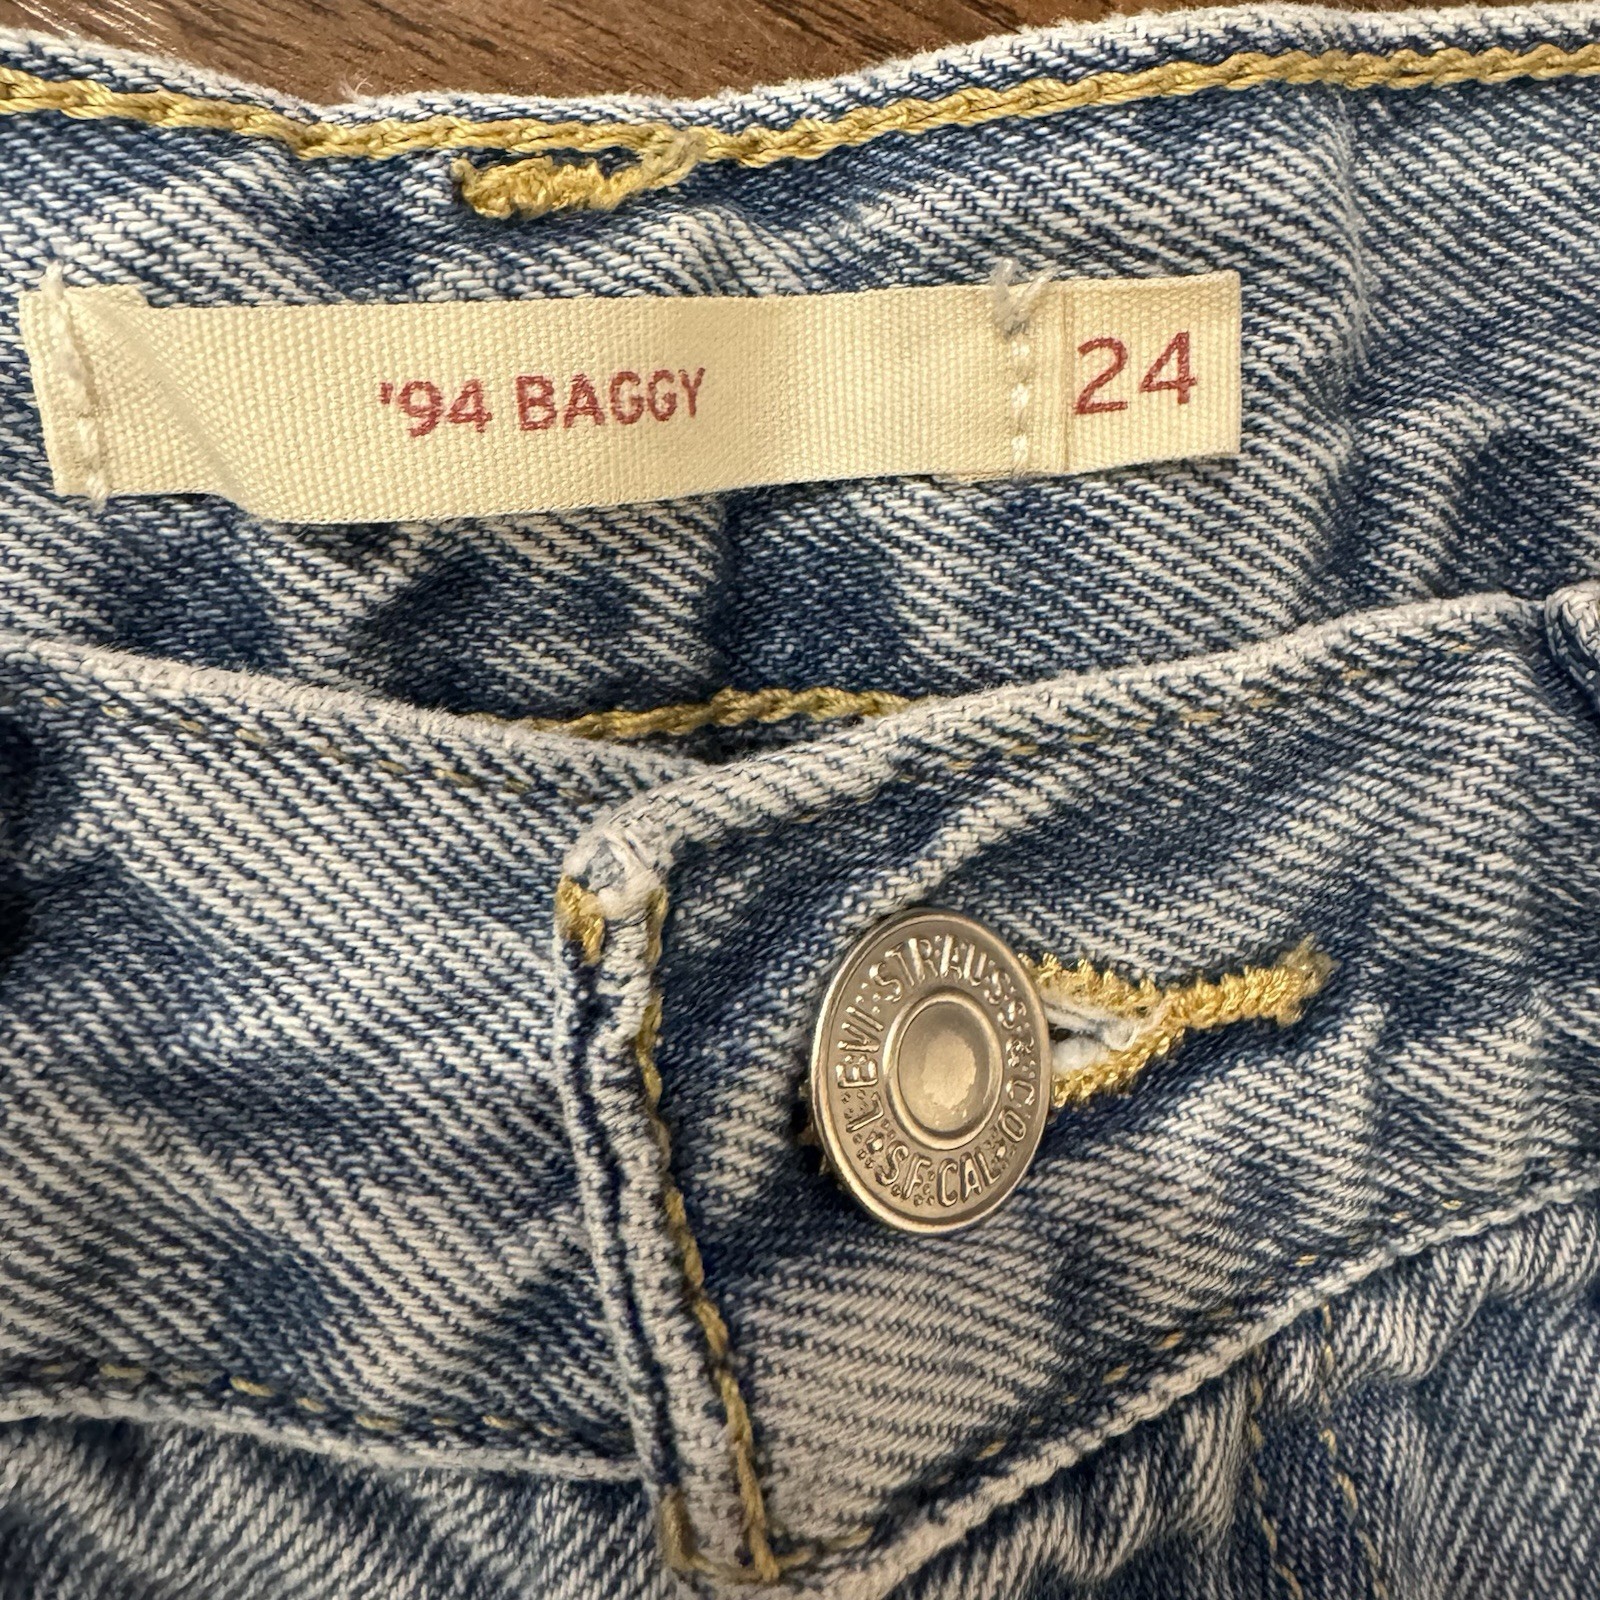 '94 BAGGY 24
LEVI STRAUSS & CO
S.F. CAL